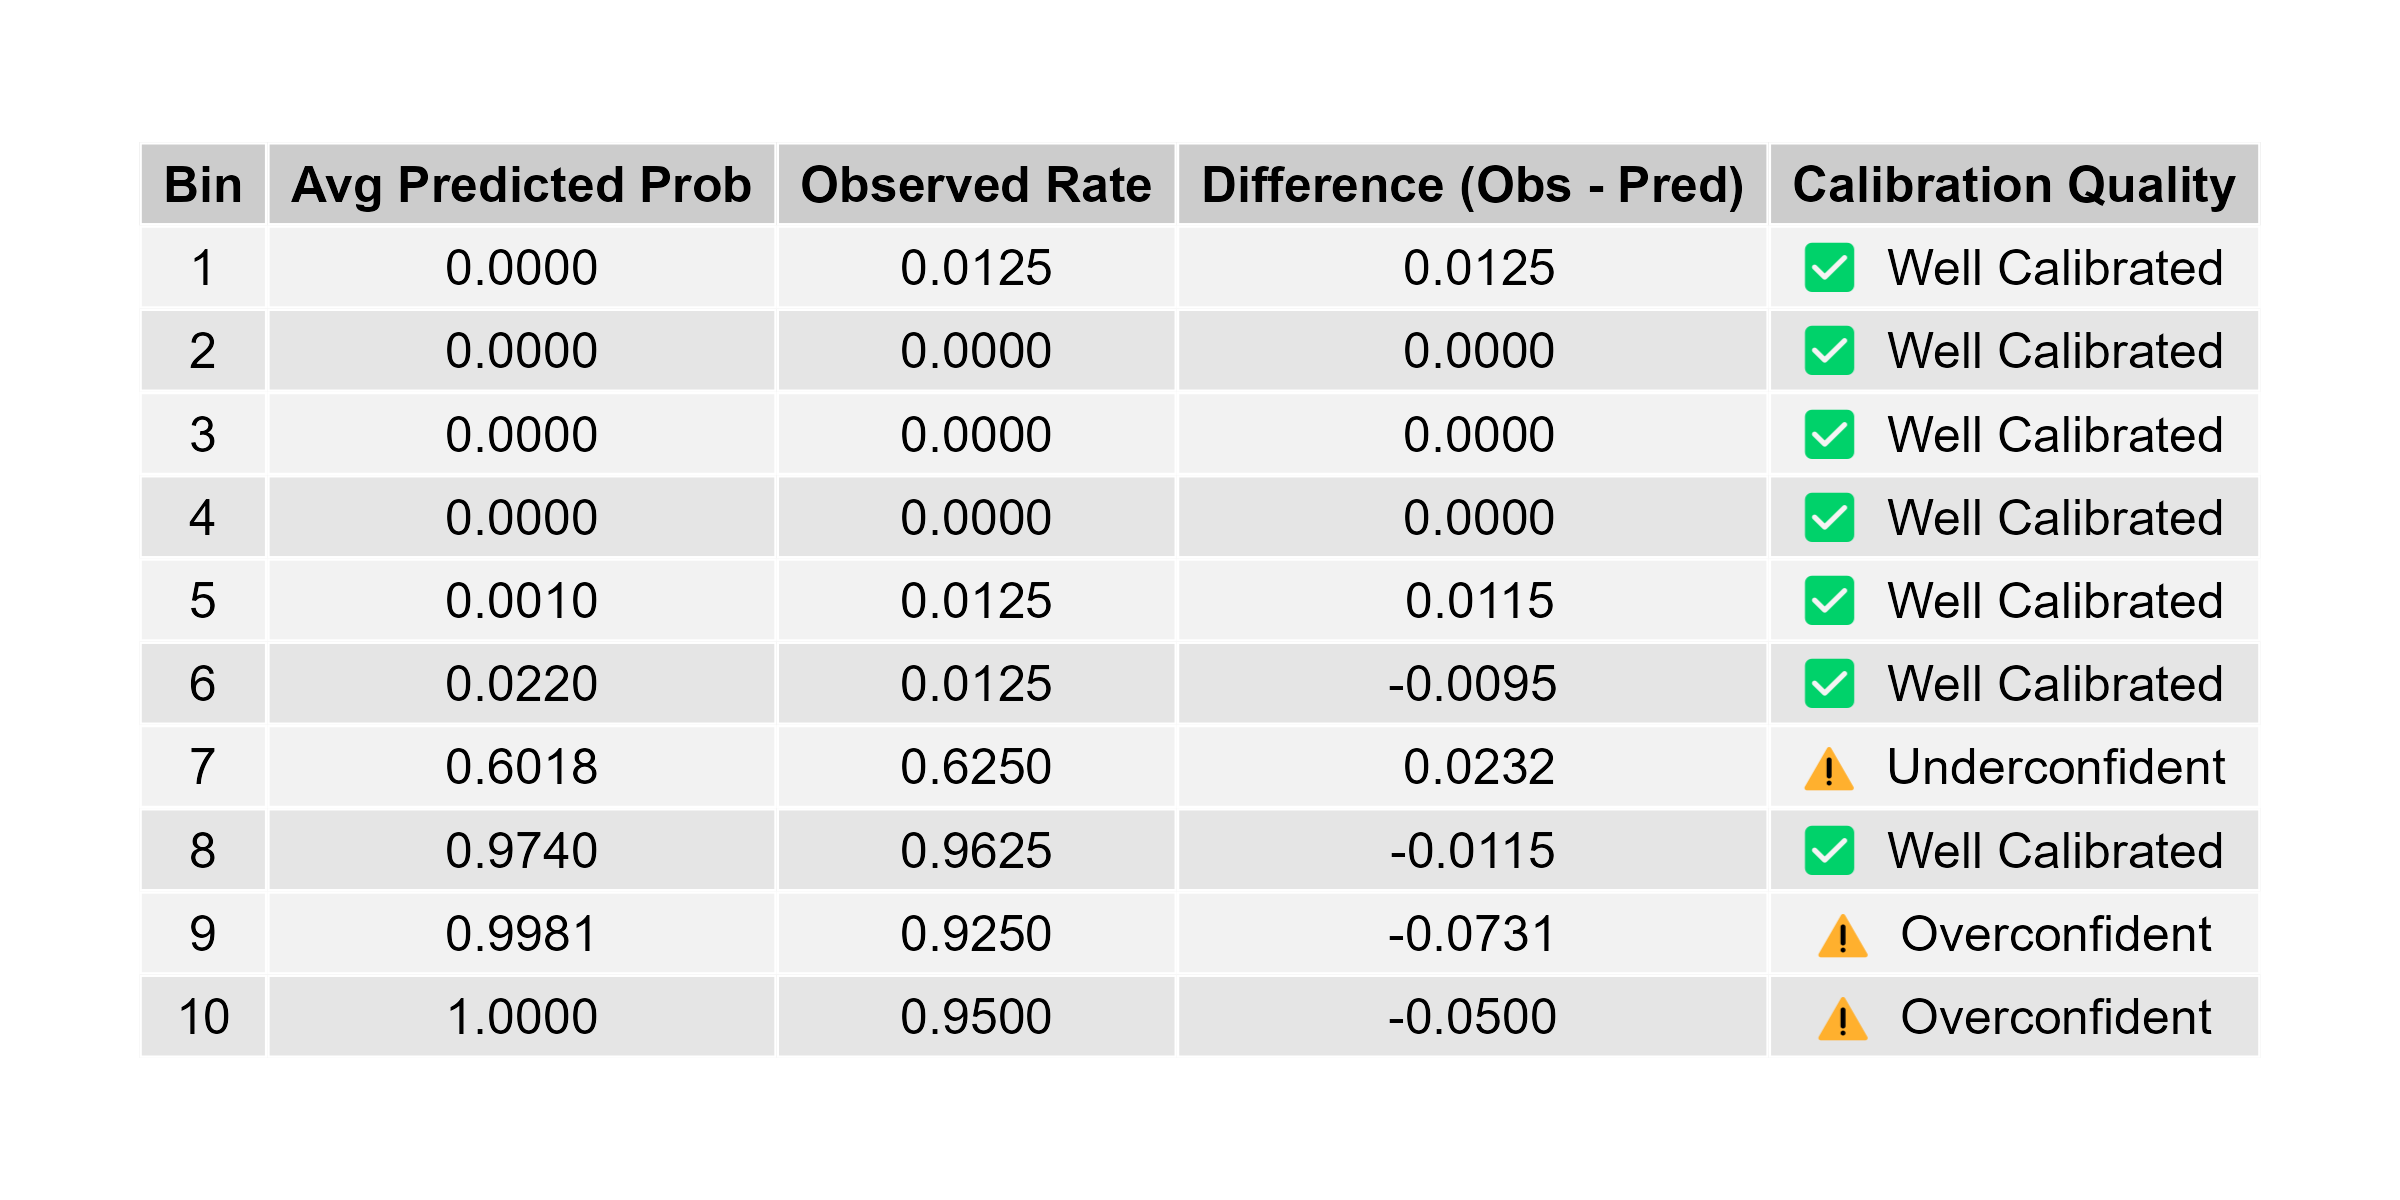 Bin Avg Predicted Prob Observed Rate Difference (Obs - Pred) Calibration Quality
1 0.0000 0.0125 0.0125 ✅ Well Calibrated
2 0.0000 0.0000 0.0000 ✅ Well Calibrated
3 0.0000 0.0000 0.0000 ✅ Well Calibrated
4 0.0000 0.0000 0.0000 ✅ Well Calibrated
5 0.0010 0.0125 0.0115 ✅ Well Calibrated
6 0.0220 0.0125 -0.0095 ✅ Well Calibrated
7 0.6018 0.6250 0.0232 ⚠️ Underconfident
8 0.9740 0.9625 -0.0115 ✅ Well Calibrated
9 0.9981 0.9250 -0.0731 ⚠️ Overconfident
10 1.0000 0.9500 -0.0500 ⚠️ Overconfident